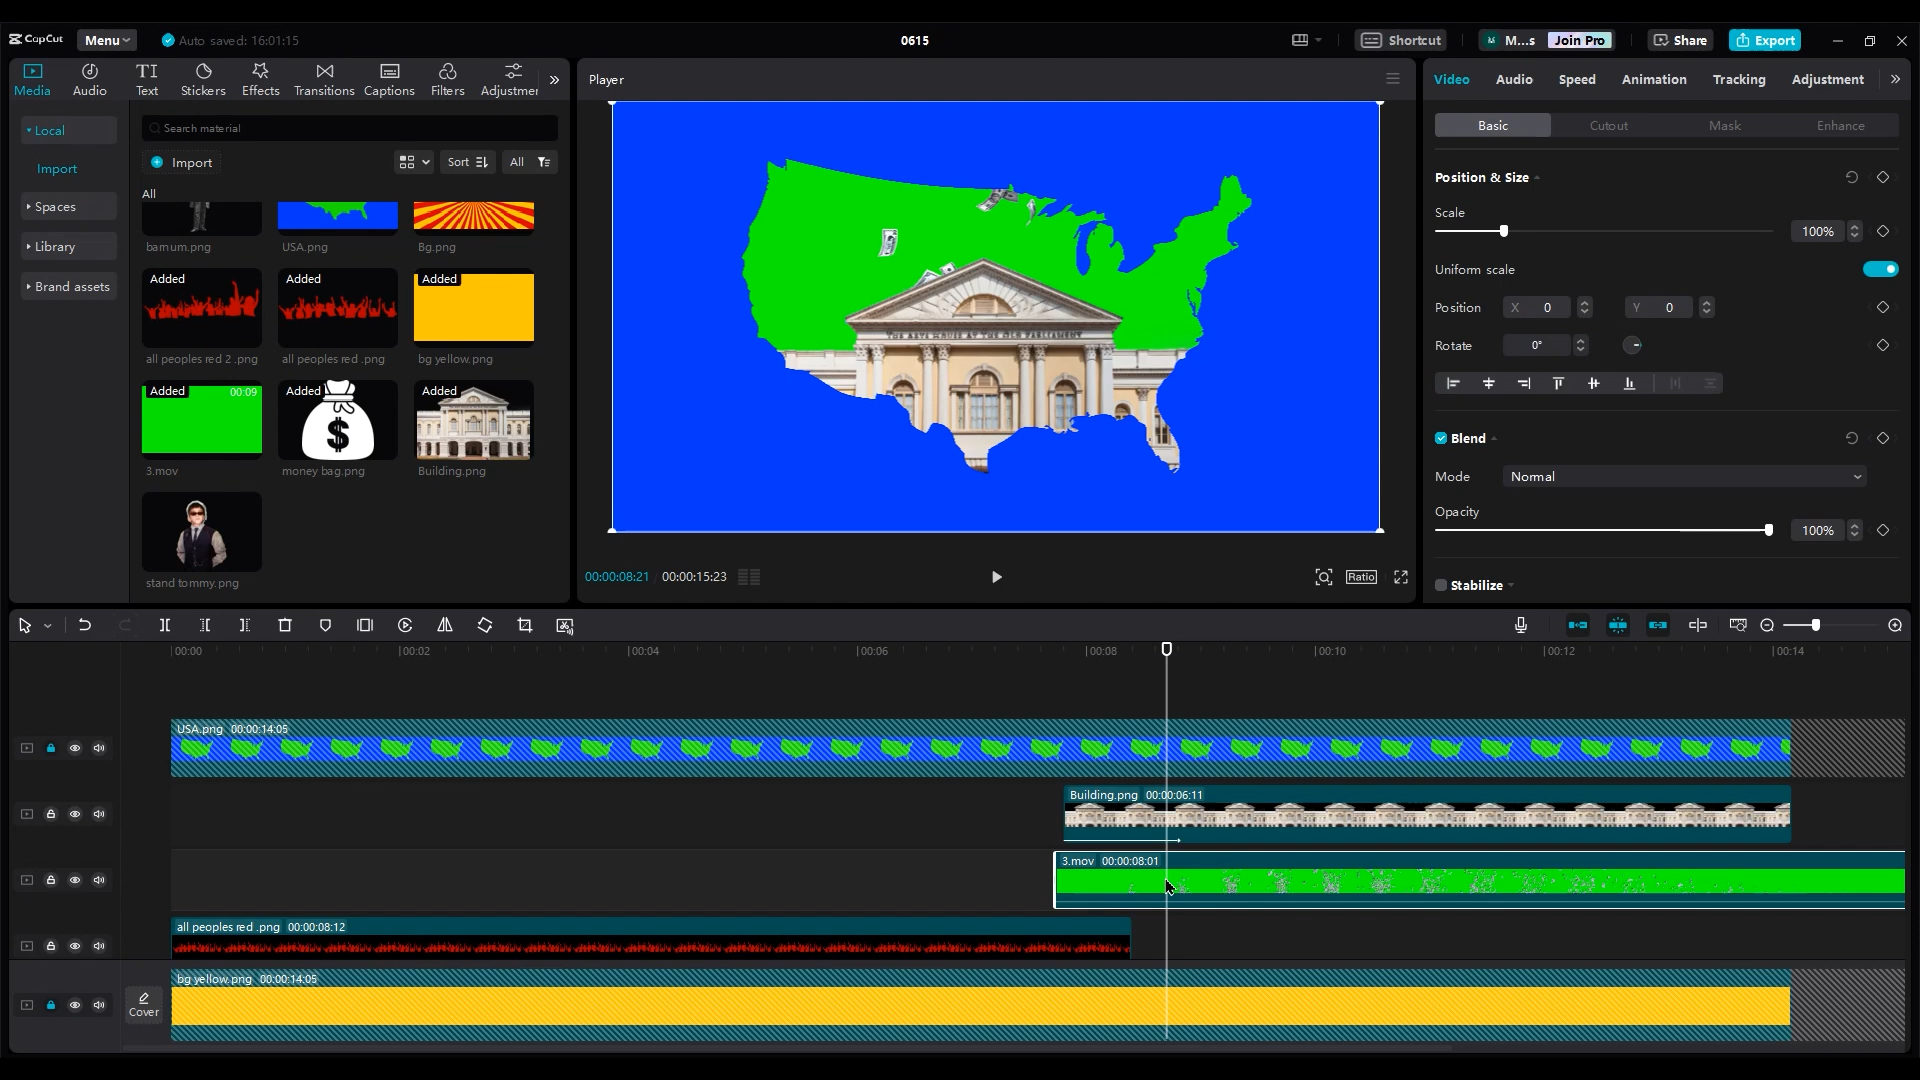 CapCut
Menu
Auto saved: 16:01:15
0615
Shortcut
M...s
Join Pro
Share
Export
Media
Audio
Text
Stickers
Effects
Transitions
Captions
Filters
Adjustmer
Player
Video
Audio
Speed
Animation
Tracking
Adjustment
Local
Import
Spaces
Library
Brand assets
Search material
Import
Sort
All
All
barnum.png
USA.png
Bg.png
Added
Added
Added
all peoples red 2 .png
all peoples red .png
bg yellow.png
Added
00:09
Added
Added
3.mov
money bag.png
Building.png
stand tommy.png
THE ARTS HOUSE AT THE OLD PARLIAMENT
00:00:08:21
00:00:15:23
Ratio
Basic
Cutout
Mask
Enhance
Position & Size
Scale
100%
Uniform scale
Position
X 0
Y 0
Rotate
0°
Blend
Mode
Normal
Opacity
100%
Stabilize
00:00
00:02
00:04
00:06
00:08
00:10
00:12
00:14
USA.png 00:00:14:05
Building.png 00:00:06:11
3.mov 00:00:08:01
all peoples red .png 00:00:08:12
Cover
bg yellow.png 00:00:14:05